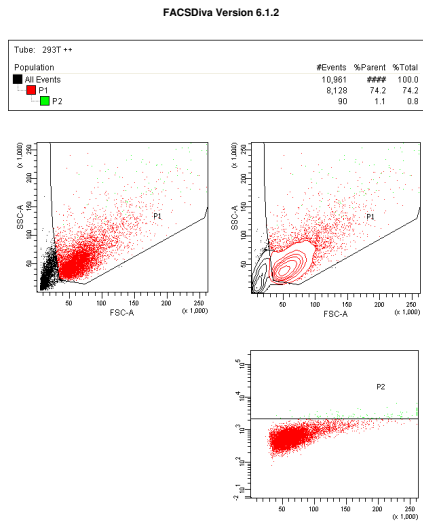 FACSDiva Version 6.1.2
Tube: 293T ++
Population #Events %Parent %Total
All Events 10,961 #### 100.0
P1 8,128 74.2 74.2
P2 90 1.1 0.8
SSC-A
(x 1,000)
50 100 150 200 250
P1
50 100 150 200 250
FSC-A
(x 1,000)
SSC-A
(x 1,000)
50 100 150 200 250
P1
50 100 150 200 250
FSC-A
(x 1,000)
-2 10^1 10^2 10^3 10^4 10^5
P2
50 100 150 200 250
(x 1,000)